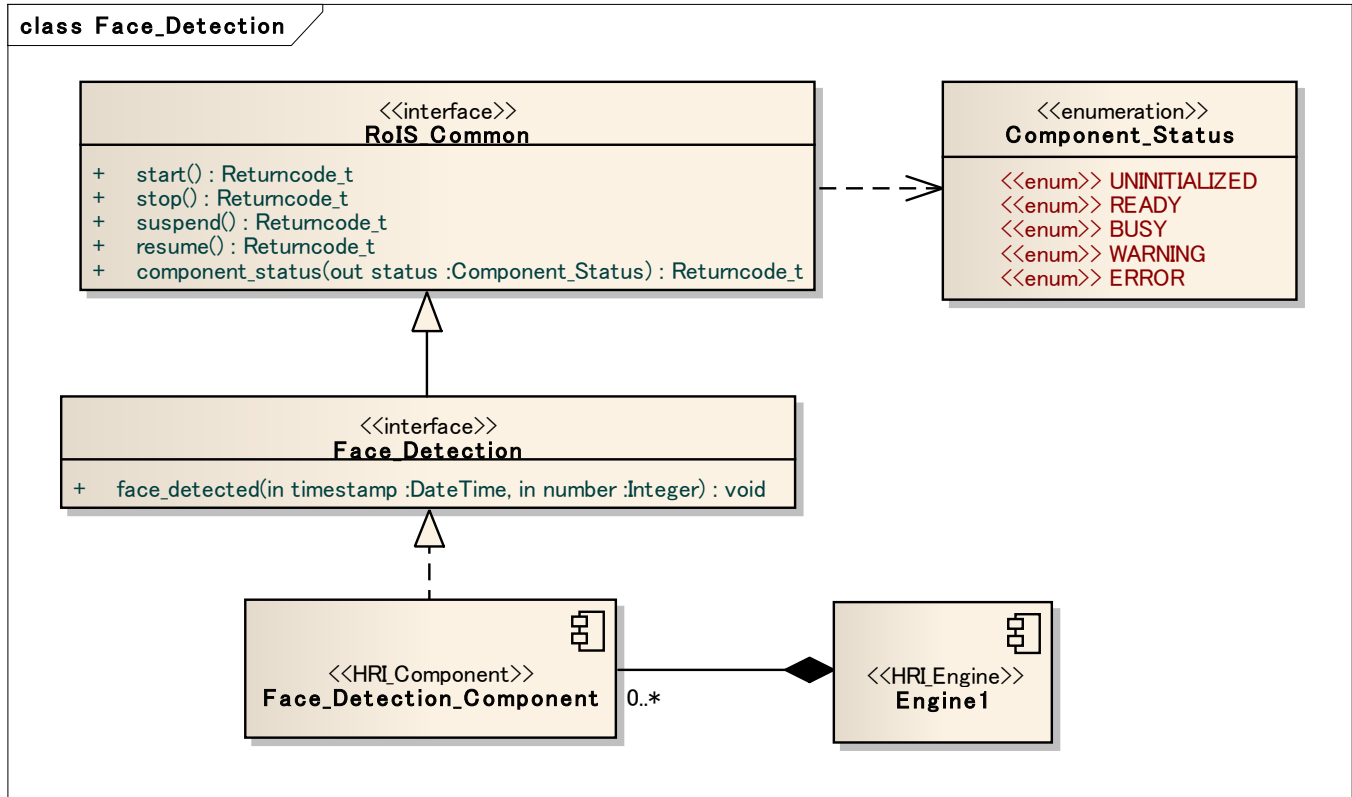 class Face_Detection
<<interface>>
RoIS_Common
+ start() : Returncode_t
+ stop() : Returncode_t
+ suspend() : Returncode_t
+ resume() : Returncode_t
+ component_status(out status :Component_Status) : Returncode_t
<<enumeration>>
Component_Status
<<enum>> UNINITIALIZED
<<enum>> READY
<<enum>> BUSY
<<enum>> WARNING
<<enum>> ERROR
<<interface>>
Face_Detection
+ face_detected(in timestamp :DateTime, in number :Integer) : void
<<HRI_Component>>
Face_Detection_Component
0..*
<<HRI_Engine>>
Engine1